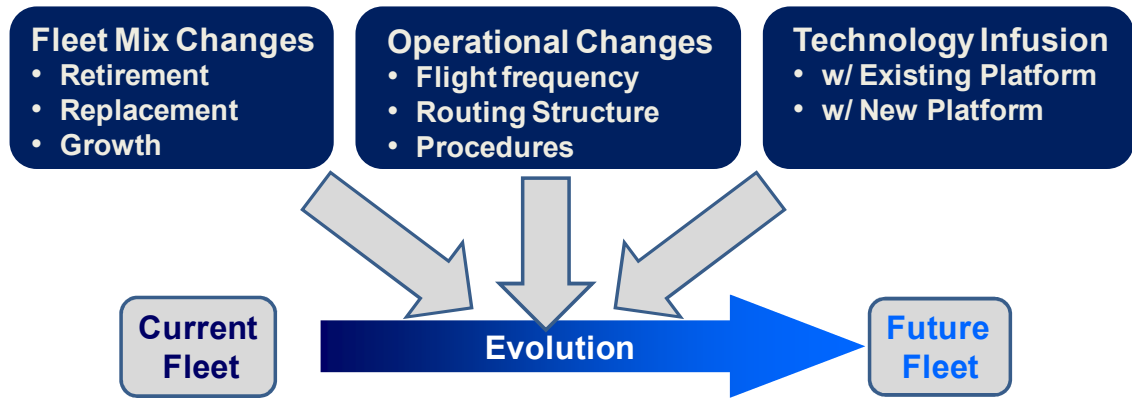 Fleet Mix Changes
• Retirement
• Replacement
• Growth
Operational Changes
• Flight frequency
• Routing Structure
• Procedures
Technology Infusion
• w/ Existing Platform
• w/ New Platform
Current
Fleet
Evolution
Future
Fleet